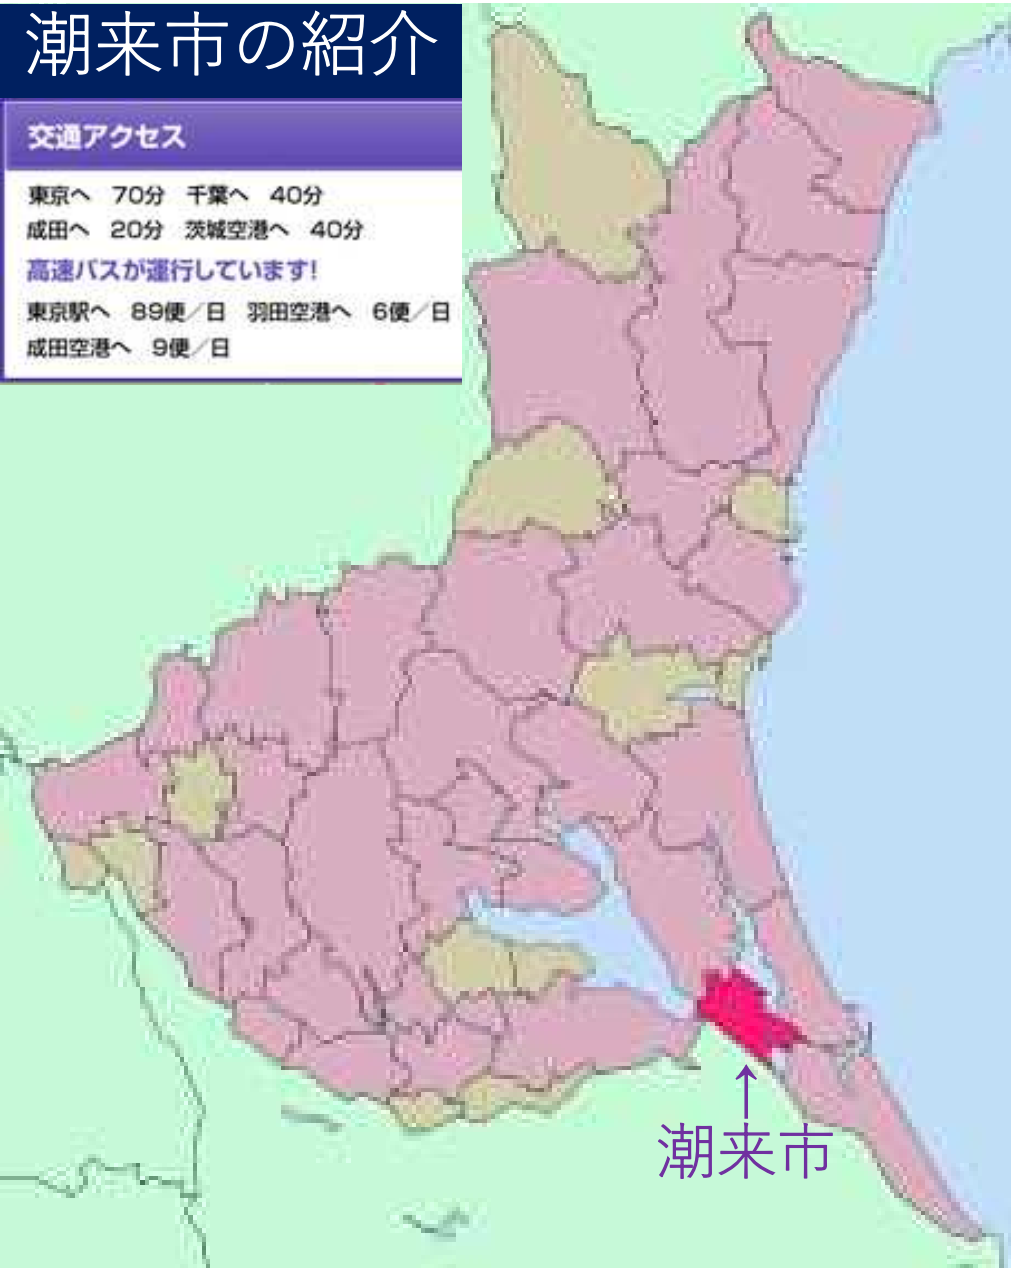 潮来市の紹介
交通アクセス
東京へ　70分　千葉へ　40分
成田へ　20分　茨城空港へ　40分
高速バスが運行しています!
東京駅へ　89便／日　羽田空港へ　6便／日
成田空港へ　9便／日
↑
潮来市